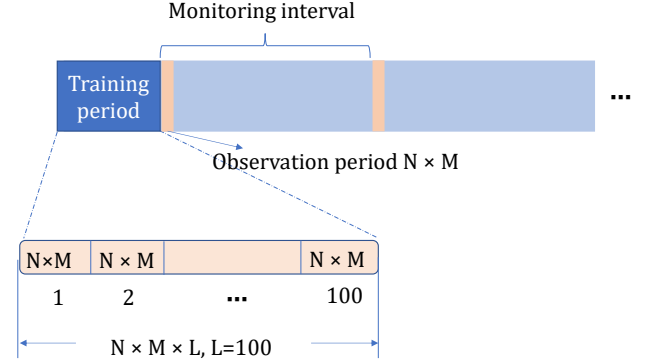 Monitoring interval
Training
period
...
Observation period N × M
N×M N × M N × M
1 2 ... 100
N × M × L, L=100